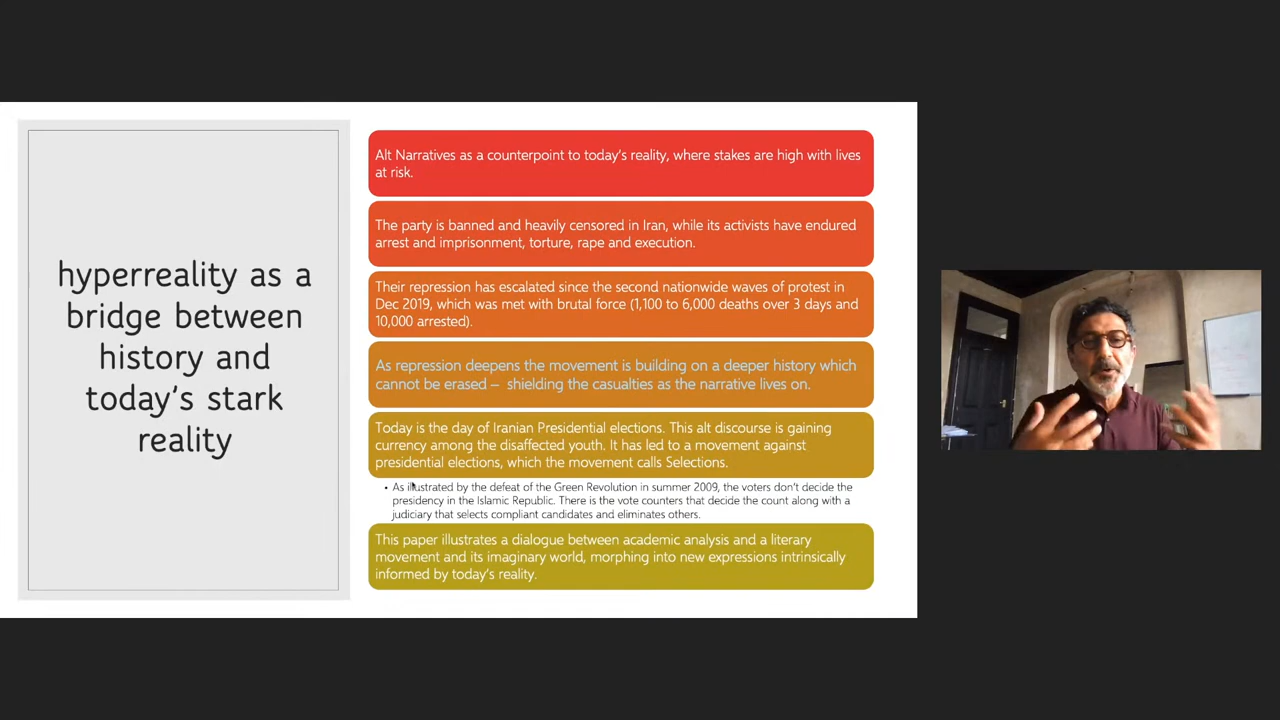 hyperreality as a
bridge between
history and
today's stark
reality
Alt Narratives as a counterpoint to today's reality, where stakes are high with lives
at risk.
The party is banned and heavily censored in Iran, while its activists have endured
arrest and imprisonment, torture, rape and execution.
Their repression has escalated since the second nationwide waves of protest in
Dec 2019, which was met with brutal force (1,100 to 6,000 deaths over 3 days and
10,000 arrested).
As repression deepens the movement is building on a deeper history which
cannot be erased – shielding the casualties as the narrative lives on.
Today is the day of Iranian Presidential elections. This alt discourse is gaining
currency among the disaffected youth. It has led to a movement against
presidential elections, which the movement calls Selections.
• As illustrated by the defeat of the Green Revolution in summer 2009, the voters don't decide the
presidency in the Islamic Republic. There is the vote counters that decide the count along with a
judiciary that selects compliant candidates and eliminates others.
This paper illustrates a dialogue between academic analysis and a literary
movement and its imaginary world, morphing into new expressions intrinsically
informed by today's reality.